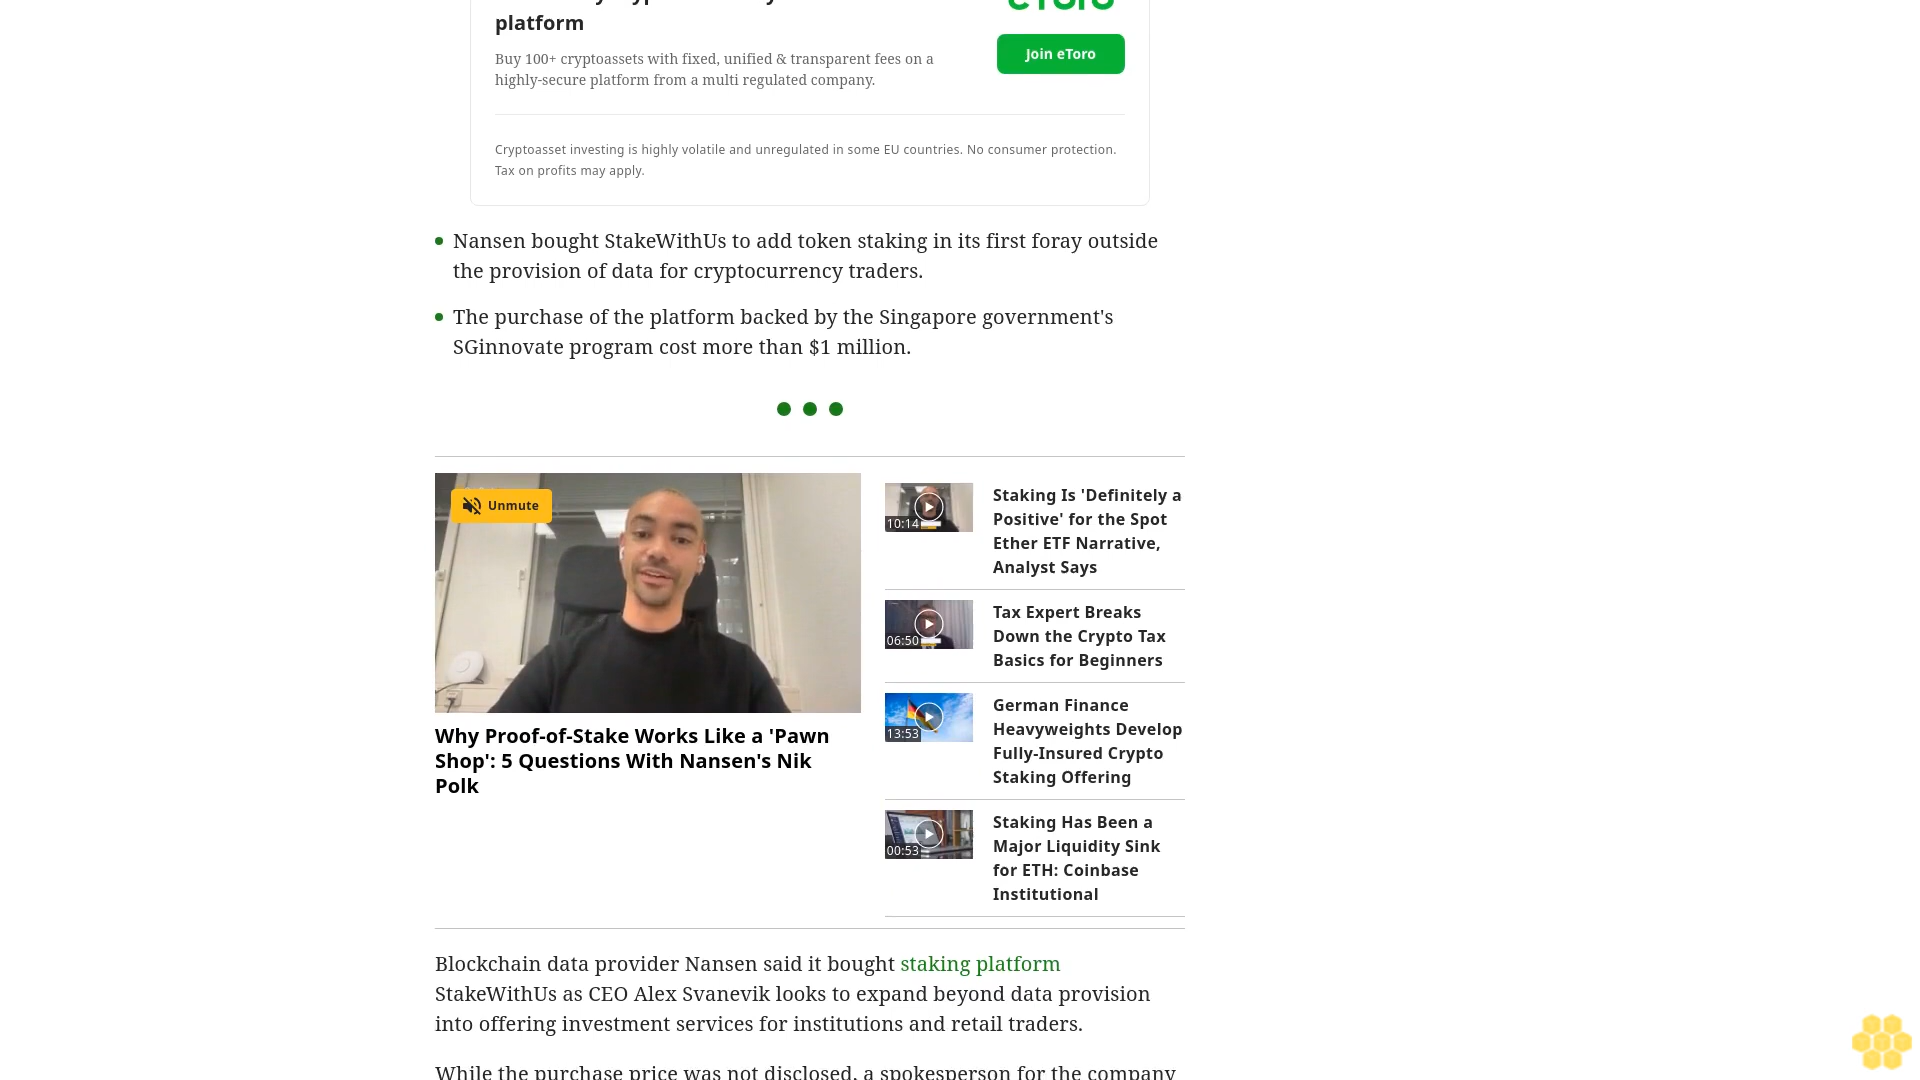 platform
Buy 100+ cryptoassets with fixed, unified & transparent fees on a
highly-secure platform from a multi regulated company.
Join eToro
Cryptoasset investing is highly volatile and unregulated in some EU countries. No consumer protection.
Tax on profits may apply.
Nansen bought StakeWithUs to add token staking in its first foray outside
the provision of data for cryptocurrency traders.
The purchase of the platform backed by the Singapore government's
SGinnovate program cost more than $1 million.
Unmute
Why Proof-of-Stake Works Like a 'Pawn
Shop': 5 Questions With Nansen's Nik
Polk
10:14
Staking Is 'Definitely a
Positive' for the Spot
Ether ETF Narrative,
Analyst Says
06:50
Tax Expert Breaks
Down the Crypto Tax
Basics for Beginners
13:53
German Finance
Heavyweights Develop
Fully-Insured Crypto
Staking Offering
00:53
Staking Has Been a
Major Liquidity Sink
for ETH: Coinbase
Institutional
Blockchain data provider Nansen said it bought staking platform
StakeWithUs as CEO Alex Svanevik looks to expand beyond data provision
into offering investment services for institutions and retail traders.
While the purchase price was not disclosed, a spokesperson for the company